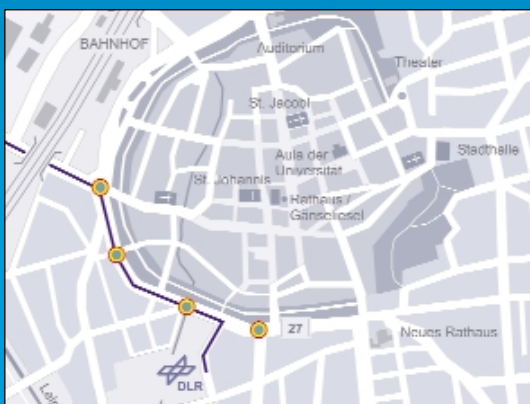 Auditorium
BAHNHOF
Theater
St. Jacobi
Stadthalle
Aula der
Universität
St. Johannis
Rathaus /
Gänseliesel
27
Neues Rathaus
DLR